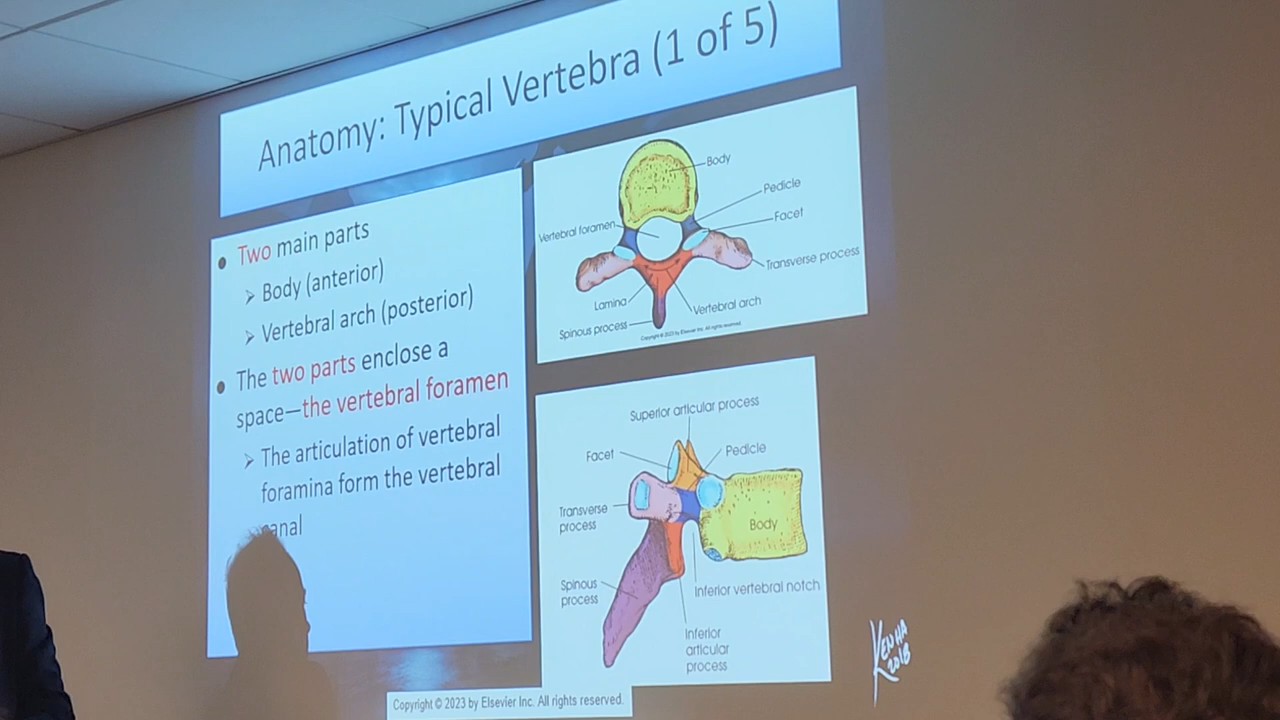 Anatomy: Typical Vertebra (1 of 5)
• Two main parts
➢ Body (anterior)
➢ Vertebral arch (posterior)
• The two parts enclose a
space—the vertebral foramen
➢ The articulation of vertebral
foramina form the vertebral
canal
Body
Pedicle
Facet
Vertebral foramen
Transverse process
Lamina
Vertebral arch
Spinous process
Copyright © 2023 by Elsevier Inc. All rights reserved.
Superior articular process
Facet
Pedicle
Transverse
process
Body
Spinous
process
Inferior vertebral notch
Inferior
articular
process
Copyright © 2023 by Elsevier Inc. All rights reserved.
2018